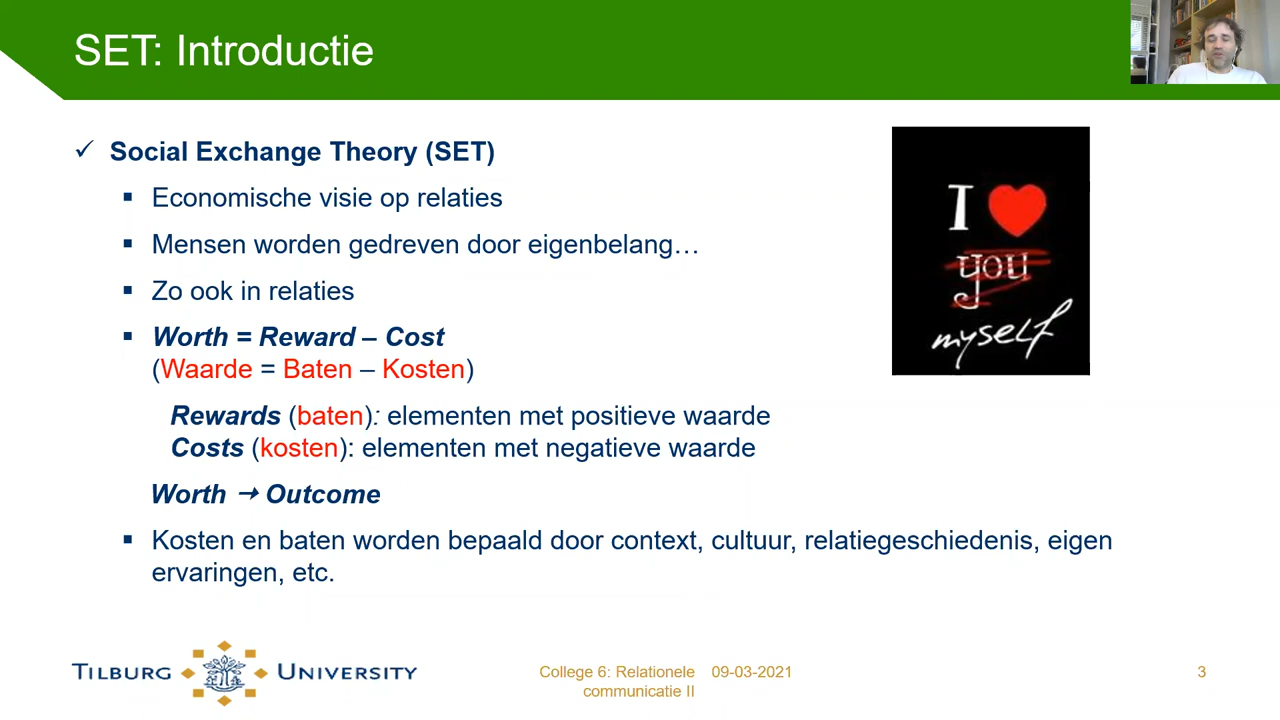 SET: Introductie
✓ Social Exchange Theory (SET)
▪ Economische visie op relaties
▪ Mensen worden gedreven door eigenbelang…
▪ Zo ook in relaties
▪ Worth = Reward – Cost
(Waarde = Baten – Kosten)
Rewards (baten): elementen met positieve waarde
Costs (kosten): elementen met negatieve waarde
Worth → Outcome
▪ Kosten en baten worden bepaald door context, cultuur, relatiegeschiedenis, eigen
ervaringen, etc.
I ❤
you
myself
TILBURG UNIVERSITY
College 6: Relationele
communicatie II
09-03-2021
3